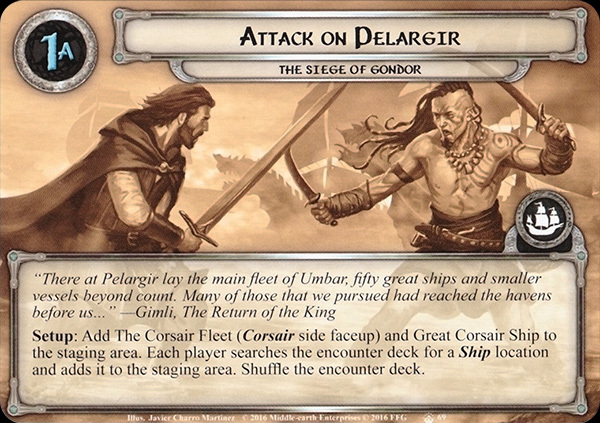 1A
ATTACK ON PELARGIR
THE SIEGE OF GONDOR
“There at Pelargir lay the main fleet of Umbar, fifty great ships and smaller
vessels beyond count. Many of those that we pursued had reached the havens
before us...” —Gimli, The Return of the King
Setup: Add The Corsair Fleet (Corsair side faceup) and Great Corsair Ship to
the staging area. Each player searches the encounter deck for a Ship location
and adds it to the staging area. Shuffle the encounter deck.
Illus. Javier Charro Martinez © 2016 Middle-earth Enterprises © 2016 FFG 69